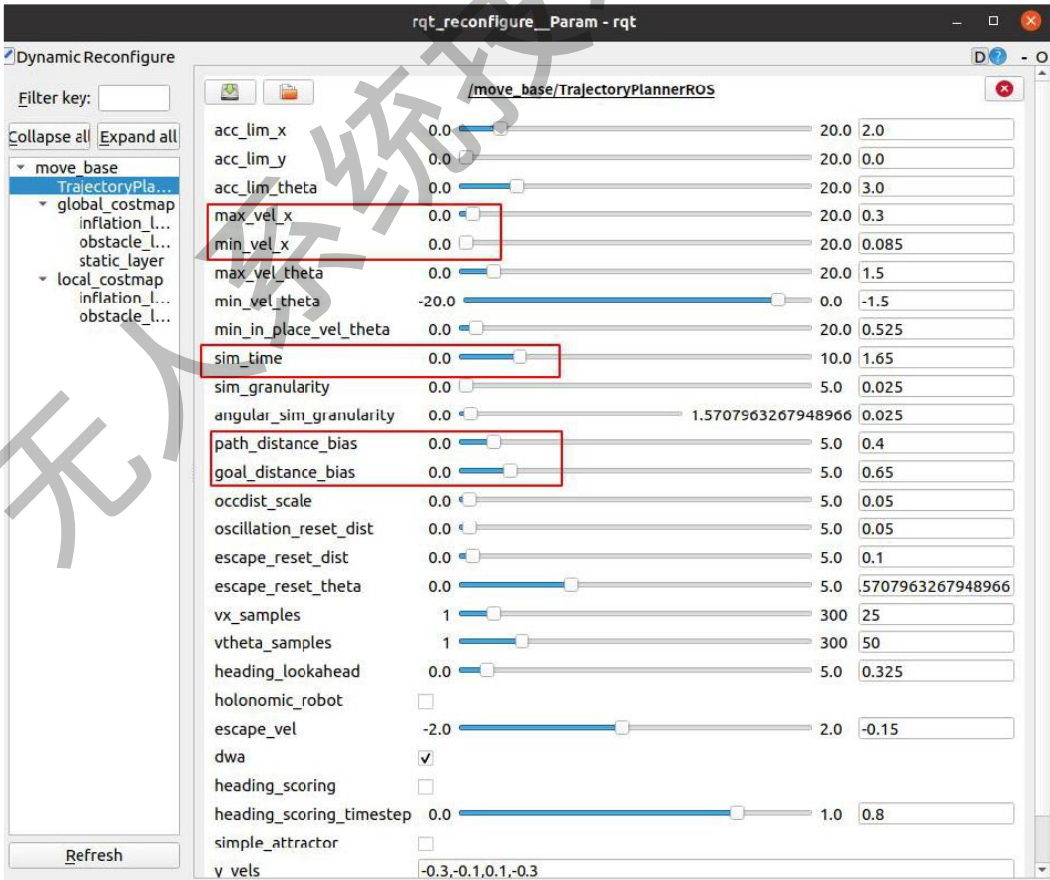 rqt_reconfigure__Param - rqt
Dynamic Reconfigure
D - O
Filter key:
Collapse all Expand all
move_base
TrajectoryPla...
global_costmap
inflation_l...
obstacle_l...
static_layer
local_costmap
inflation_l...
obstacle_l...
Refresh
/move_base/TrajectoryPlannerROS
acc_lim_x 0.0 20.0 2.0
acc_lim_y 0.0 20.0 0.0
acc_lim_theta 0.0 20.0 3.0
max_vel_x 0.0 20.0 0.3
min_vel_x 0.0 20.0 0.085
max_vel_theta 0.0 20.0 1.5
min_vel_theta -20.0 0.0 -1.5
min_in_place_vel_theta 0.0 20.0 0.525
sim_time 0.0 10.0 1.65
sim_granularity 0.0 5.0 0.025
angular_sim_granularity 0.0 1.5707963267948966 0.025
path_distance_bias 0.0 5.0 0.4
goal_distance_bias 0.0 5.0 0.65
occdist_scale 0.0 5.0 0.05
oscillation_reset_dist 0.0 5.0 0.05
escape_reset_dist 0.0 5.0 0.1
escape_reset_theta 0.0 5.0 .5707963267948966
vx_samples 1 300 25
vtheta_samples 1 300 50
heading_lookahead 0.0 5.0 0.325
holonomic_robot
escape_vel -2.0 2.0 -0.15
dwa
heading_scoring
heading_scoring_timestep 0.0 1.0 0.8
simple_attractor
y_vels -0.3,-0.1,0.1,-0.3
无人系统技